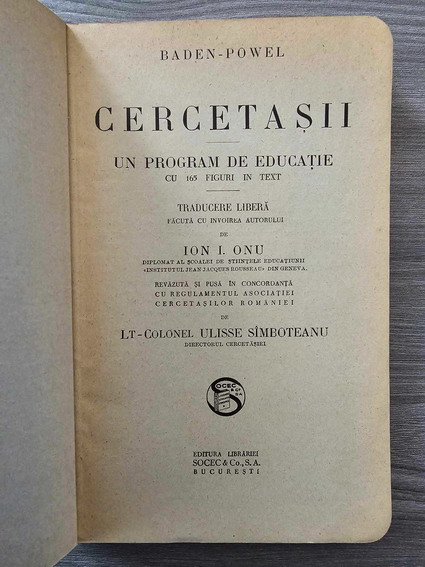 BADEN-POWEL
CERCETAȘII
UN PROGRAM DE EDUCAȚIE
CU 165 FIGURI IN TEXT
TRADUCERE LIBERĂ
FĂCUTĂ CU INVOIREA AUTORULUI
DE
ION I. ONU
DIPLOMAT AL ȘCOALEI DE ȘTIINȚELE EDUCAȚIUNII
«INSTITUTUL JEAN JACQUES ROUSSEAU» DIN GENEVA.
REVĂZUTĂ ȘI PUSĂ ÎN CONCORDANȚĂ
CU REGULAMENTUL ASOCIAȚIEI
CERCETAȘILOR ROMÂNIEI
DE
LT-COLONEL ULISSE SÎMBOTEANU
DIRECTORUL CERCETĂȘIEI
SOCEC
& Co.
S.A.
EDITURA LIBRĂRIEI
SOCEC & Co., S. A.
BUCUREȘTI